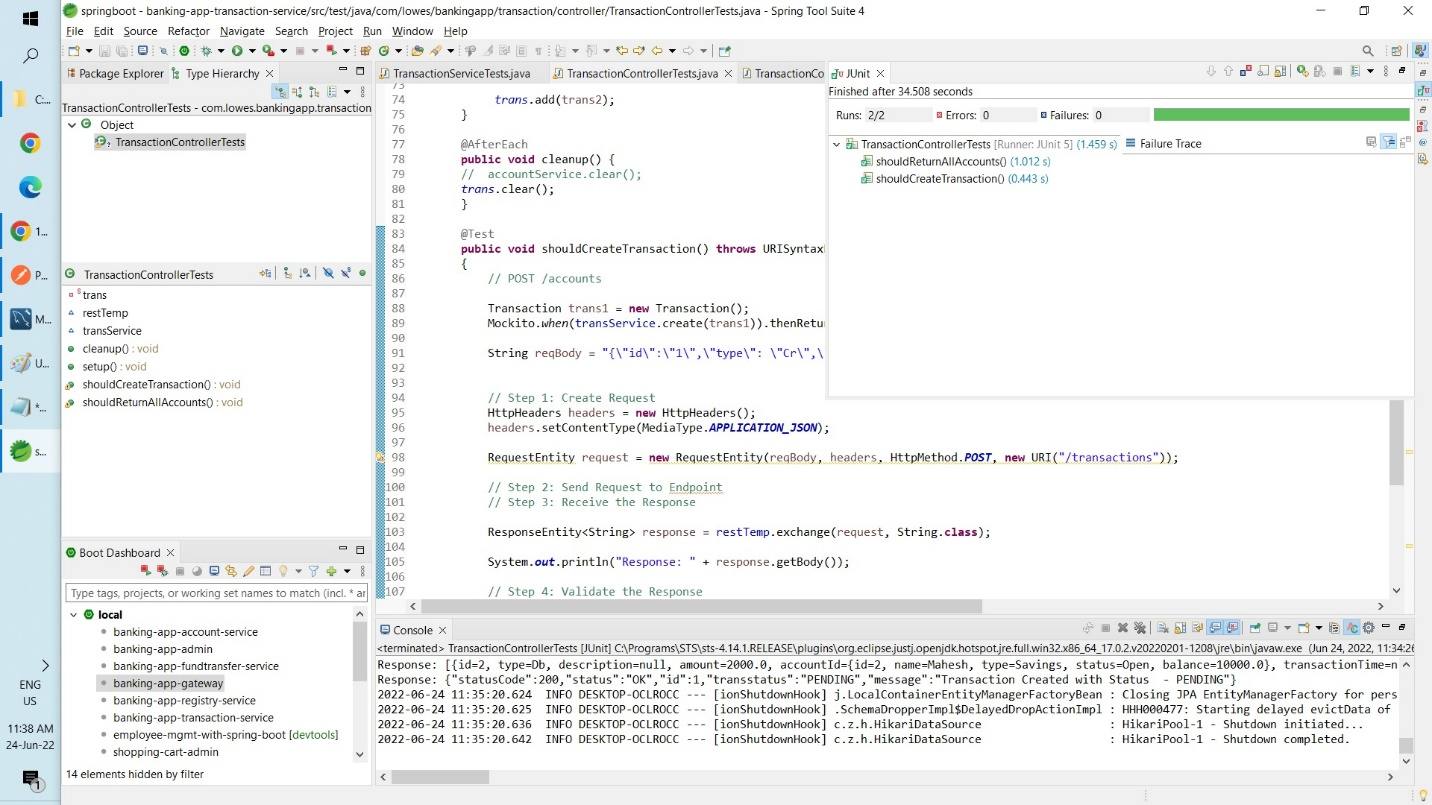 springboot - banking-app-transaction-service/src/test/java/com/lowes/bankingapp/transaction/controller/TransactionControllerTests.java - Spring Tool Suite 4
File Edit Source Refactor Navigate Search Project Run Window Help
Package Explorer
Type Hierarchy
TransactionControllerTests - com.lowes.bankingapp.transaction
Object
TransactionControllerTests
TransactionControllerTests
trans
restTemp
transService
cleanup() : void
setup() : void
shouldCreateTransaction() : void
shouldReturnAllAccounts() : void
Boot Dashboard
Type tags, projects, or working set names to match (incl. * ar
local
banking-app-account-service
banking-app-admin
banking-app-fundtransfer-service
banking-app-gateway
banking-app-registry-service
banking-app-transaction-service
employee-mgmt-with-spring-boot [devtools]
shopping-cart-admin
14 elements hidden by filter
TransactionServiceTests.java
TransactionControllerTests.java
TransactionCo
73
74 trans.add(trans2);
75 }
76
77 @AfterEach
78 public void cleanup() {
79 // accountService.clear();
80 trans.clear();
81 }
82
83 @Test
84 public void shouldCreateTransaction() throws URISyntax
85 {
86 // POST /accounts
87
88 Transaction trans1 = new Transaction();
89 Mockito.when(transService.create(trans1)).thenRetu
90
91 String reqBody = "{\"id\":\"1\",\"type\": \"Cr\",\
92
93
94 // Step 1: Create Request
95 HttpHeaders headers = new HttpHeaders();
96 headers.setContentType(MediaType.APPLICATION_JSON);
97
98 RequestEntity request = new RequestEntity(reqBody, headers, HttpMethod.POST, new URI("/transactions"));
99
100 // Step 2: Send Request to Endpoint
101 // Step 3: Receive the Response
102
103 ResponseEntity<String> response = restTemp.exchange(request, String.class);
104
105 System.out.println("Response: " + response.getBody());
106
107 // Step 4: Validate the Response
JUnit
Finished after 34.508 seconds
Runs: 2/2 Errors: 0 Failures: 0
TransactionControllerTests [Runner: JUnit 5] (1.459 s)
shouldReturnAllAccounts() (1.012 s)
shouldCreateTransaction() (0.443 s)
Failure Trace
Console
<terminated> TransactionControllerTests [JUnit] C:\Programs\STS\sts-4.14.1.RELEASE\plugins\org.eclipse.justj.openjdk.hotspot.jre.full.win32.x86_64_17.0.2.v20220201-1208\jre\bin\javaw.exe (Jun 24, 2022, 11:34:26
Response: [{id=2, type=Db, description=null, amount=2000.0, accountId={id=2, name=Mahesh, type=Savings, status=Open, balance=10000.0}, transactionTime=n
Response: {"statusCode":200,"status":"OK","id":1,"transstatus":"PENDING","message":"Transaction Created with Status - PENDING"}
2022-06-24 11:35:20.624 INFO DESKTOP-OCLROCC --- [ionShutdownHook] j.LocalContainerEntityManagerFactoryBean : Closing JPA EntityManagerFactory for pers
2022-06-24 11:35:20.625 INFO DESKTOP-OCLROCC --- [ionShutdownHook] .SchemaDropperImpl$DelayedDropActionImpl : HHH000477: Starting delayed evictData of
2022-06-24 11:35:20.636 INFO DESKTOP-OCLROCC --- [ionShutdownHook] c.z.h.HikariDataSource : HikariPool-1 - Shutdown initiated...
2022-06-24 11:35:20.642 INFO DESKTOP-OCLROCC --- [ionShutdownHook] c.z.h.HikariDataSource : HikariPool-1 - Shutdown completed.
C:...
1...
P...
M...
U...
*-..
s...
ENG
US
11:38 AM
24-Jun-22
1